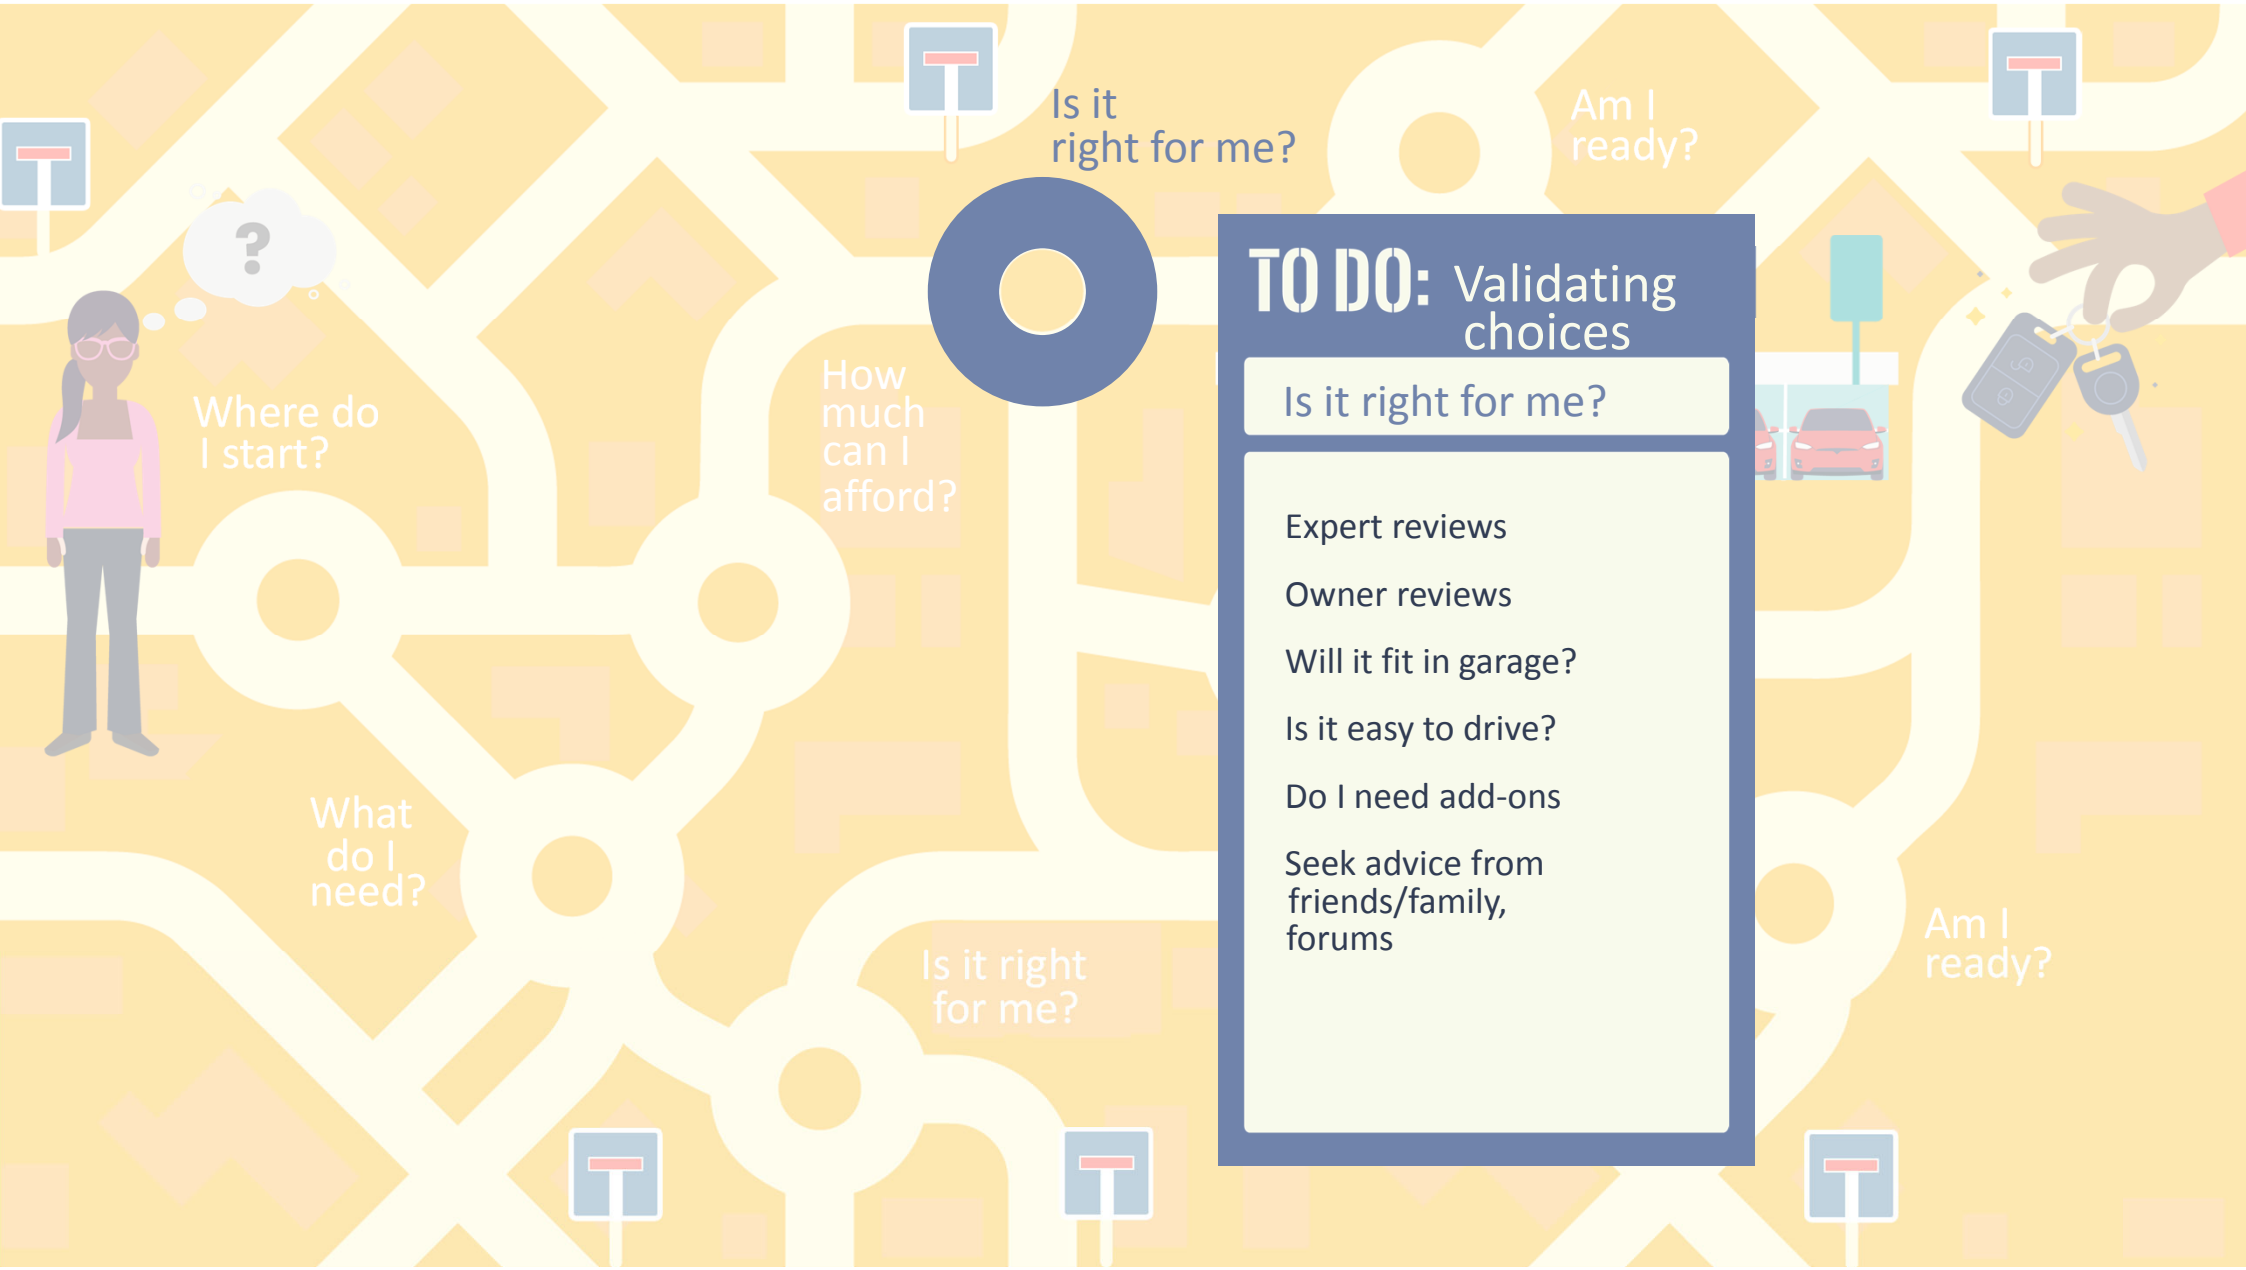 Is it
right for me?
Am I
ready?
?
Where do
I start?
How
much
can I
afford?
What
do I
need?
Is it right
for me?
TO DO: Validating
choices
Is it right for me?
Expert reviews
Owner reviews
Will it fit in garage?
Is it easy to drive?
Do I need add-ons
Seek advice from
friends/family,
forums
Am I
ready?